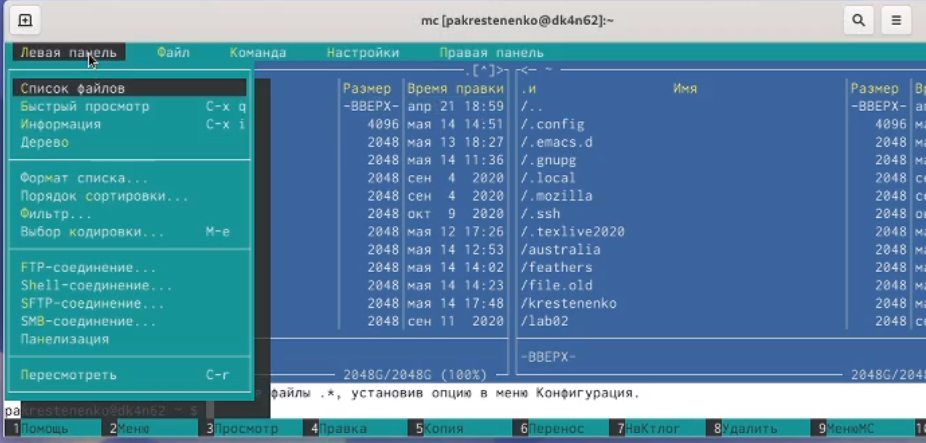 mc [pakrestenenko@dk4n62]:~
Левая панель Файл Команда Настройки Правая панель
.[^]>
<— ~
Список файлов
Быстрый просмотр C-x q
Информация C-x i
Дерево
Формат списка...
Порядок сортировки...
Фильтр...
Выбор кодировки... M-e
FTP-соединение...
Shell-соединение...
SFTP-соединение...
SMB-соединение...
Панелизация
Пересмотреть C-r
Размер Время правки
-ВВЕРХ- апр 21 18:59
4096 мая 14 14:51
2048 мая 13 18:27
2048 мая 14 11:36
2048 сен 4 2020
2048 сен 4 2020
2048 окт 9 2020
2048 мая 12 17:26
2048 мая 14 12:53
2048 мая 14 14:02
2048 мая 14 14:23
2048 мая 14 17:48
2048 сен 11 2020
2048G/2048G (100%)
.и Имя Размер
/.. -ВВЕРХ-
/.config 4096
/.emacs.d 2048
/.gnupg 2048
/.local 2048
/.mozilla 2048
/.ssh 2048
/.texlive2020 2048
/australia 2048
/feathers 2048
/file.old 2048
/krestenenko 2048
/lab02 2048
-ВВЕРХ-
2048G/204
файлы .*, установив опцию в меню Конфигурация.
pakrestenenko@dk4n62 ~ $
1Помощь 2Меню 3Просмотр 4Правка 5Копия 6Перенос 7НвКтлог 8Удалить 9МенюМС